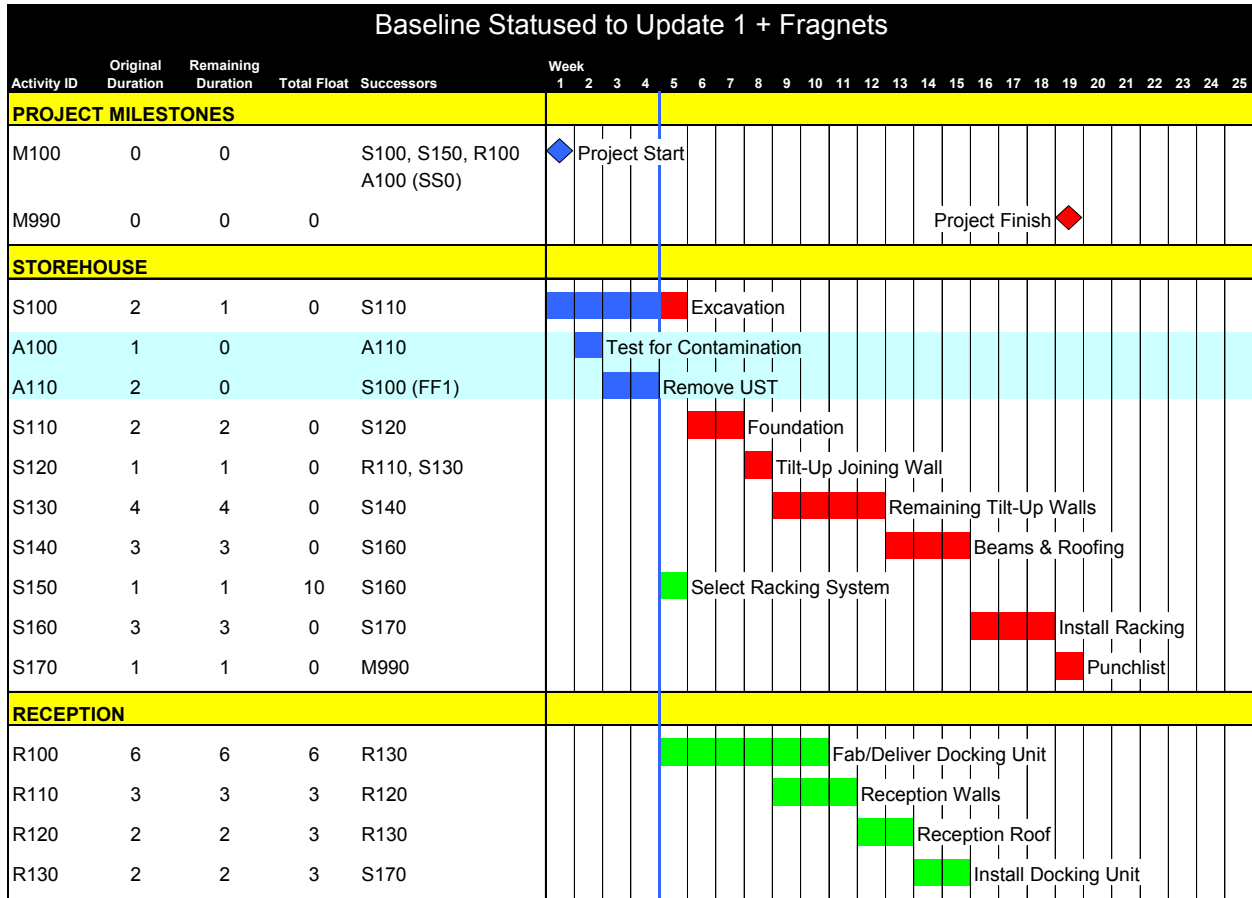 Baseline Statused to Update 1 + Fragnets
Original Remaining Week
Activity ID Duration Duration Total Float Successors 1 2 3 4 5 6 7 8 9 10 11 12 13 14 15 16 17 18 19 20 21 22 23 24 25
PROJECT MILESTONES
M100 0 0 S100, S150, R100 Project Start
A100 (SS0)
M990 0 0 0 Project Finish
STOREHOUSE
S100 2 1 0 S110 Excavation
A100 1 0 A110 Test for Contamination
A110 2 0 S100 (FF1) Remove UST
S110 2 2 0 S120 Foundation
S120 1 1 0 R110, S130 Tilt-Up Joining Wall
S130 4 4 0 S140 Remaining Tilt-Up Walls
S140 3 3 0 S160 Beams & Roofing
S150 1 1 10 S160 Select Racking System
S160 3 3 0 S170 Install Racking
S170 1 1 0 M990 Punchlist
RECEPTION
R100 6 6 6 R130 Fab/Deliver Docking Unit
R110 3 3 3 R120 Reception Walls
R120 2 2 3 R130 Reception Roof
R130 2 2 3 S170 Install Docking Unit